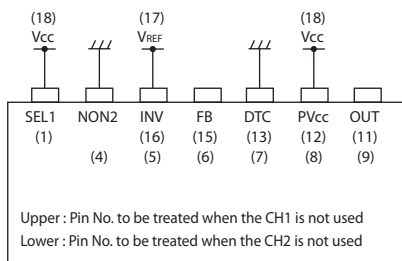 (18) (17) (18)
Vcc VREF Vcc
SEL1 NON2 INV FB DTC PVcc OUT
(1) (16) (15) (13) (12) (11)
(4) (5) (6) (7) (8) (9)
Upper : Pin No. to be treated when the CH1 is not used
Lower : Pin No. to be treated when the CH2 is not used